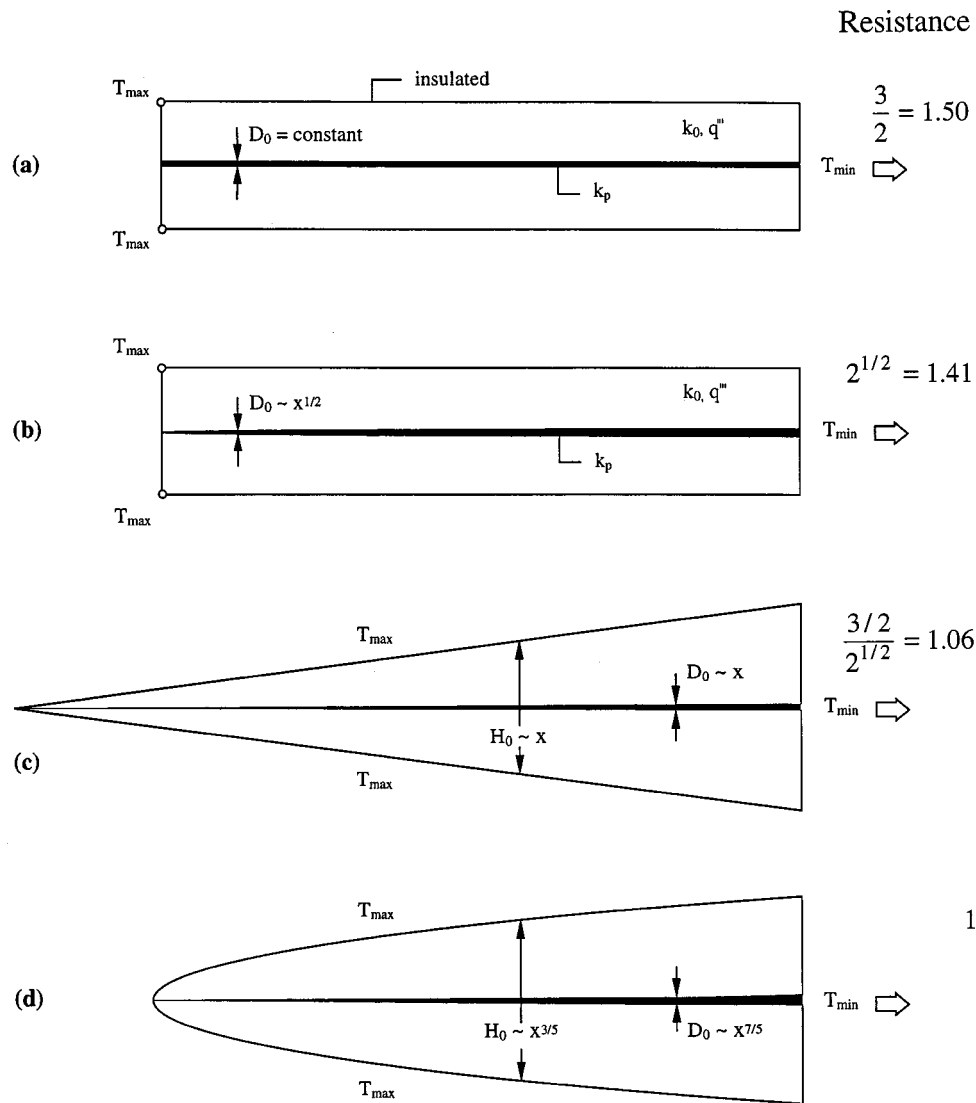 Resistance
T_max
insulated
D_0 = constant
k_0, q'''
3/2 = 1.50
(a)
T_min
k_p
T_max
T_max
D_0 ~ x^{1/2}
k_0, q'''
2^{1/2} = 1.41
(b)
T_min
k_p
T_max
T_max
\frac{3/2}{2^{1/2}} = 1.06
D_0 ~ x
T_min
H_0 ~ x
(c)
T_max
T_max
1
(d)
T_min
H_0 ~ x^{3/5}
D_0 ~ x^{7/5}
T_max